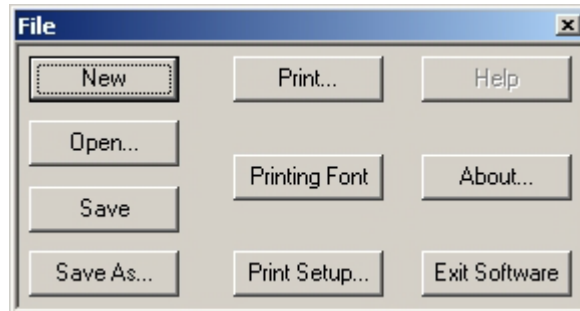 File
New
Print...
Help
Open...
Printing Font
About...
Save
Save As...
Print Setup...
Exit Software